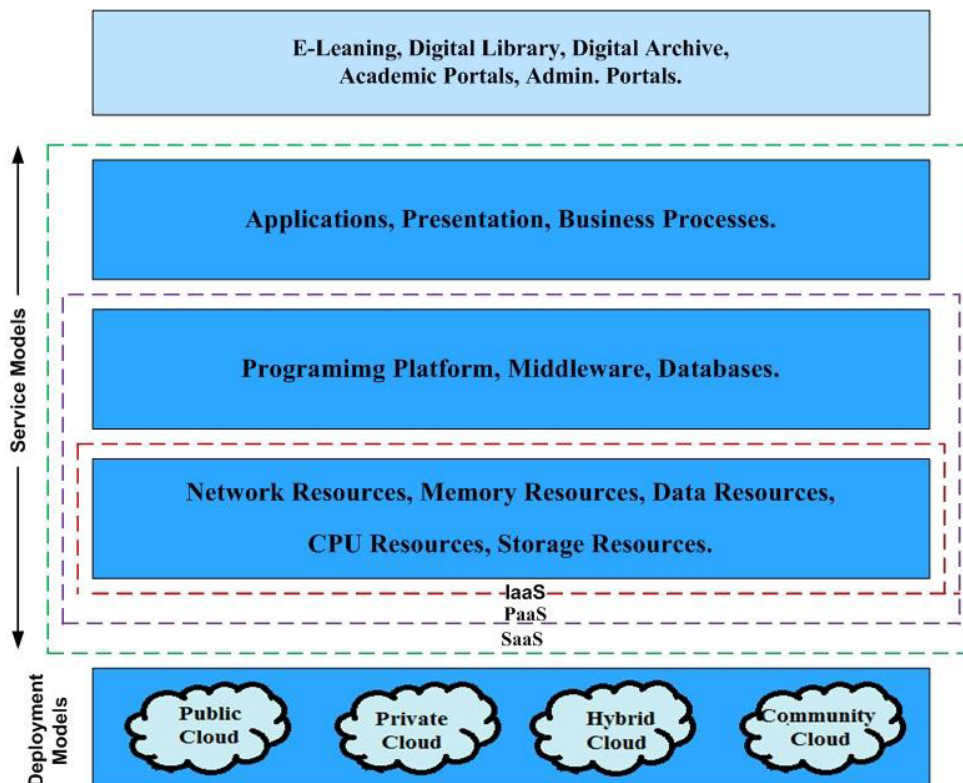 E-Leaning, Digital Library, Digital Archive,
Academic Portals, Admin. Portals.
Service Models
Applications, Presentation, Business Processes.
Programimg Platform, Middleware, Databases.
Network Resources, Memory Resources, Data Resources,
CPU Resources, Storage Resources.
IaaS
PaaS
SaaS
Deployment
Models
Public
Cloud
Private
Cloud
Hybrid
Cloud
Community
Cloud